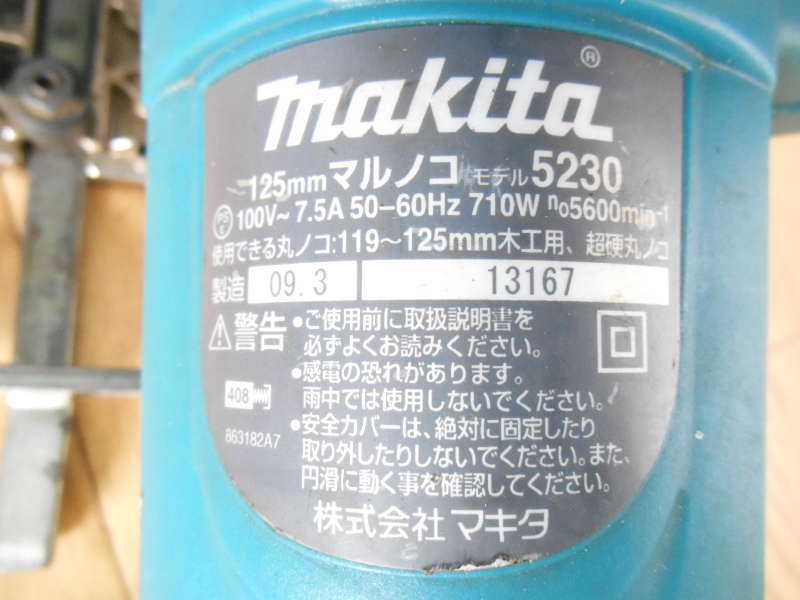 makita®
125mmマルノコ モデル5230
PS E 100V~ 7.5A 50-60Hz 710W n₀5600min⁻¹
使用できる丸ノコ:119~125mm木工用、超硬丸ノコ
製造 09.3 13167
⚠警告 •ご使用前に取扱説明書を
必ずよくお読みください。
•感電の恐れがあります。
雨中では使用しないでください。
408
•安全カバーは、絶対に固定したり
863182A7
取り外したりしないでください。また、
円滑に動く事を確認してください。
株式会社 マキタ